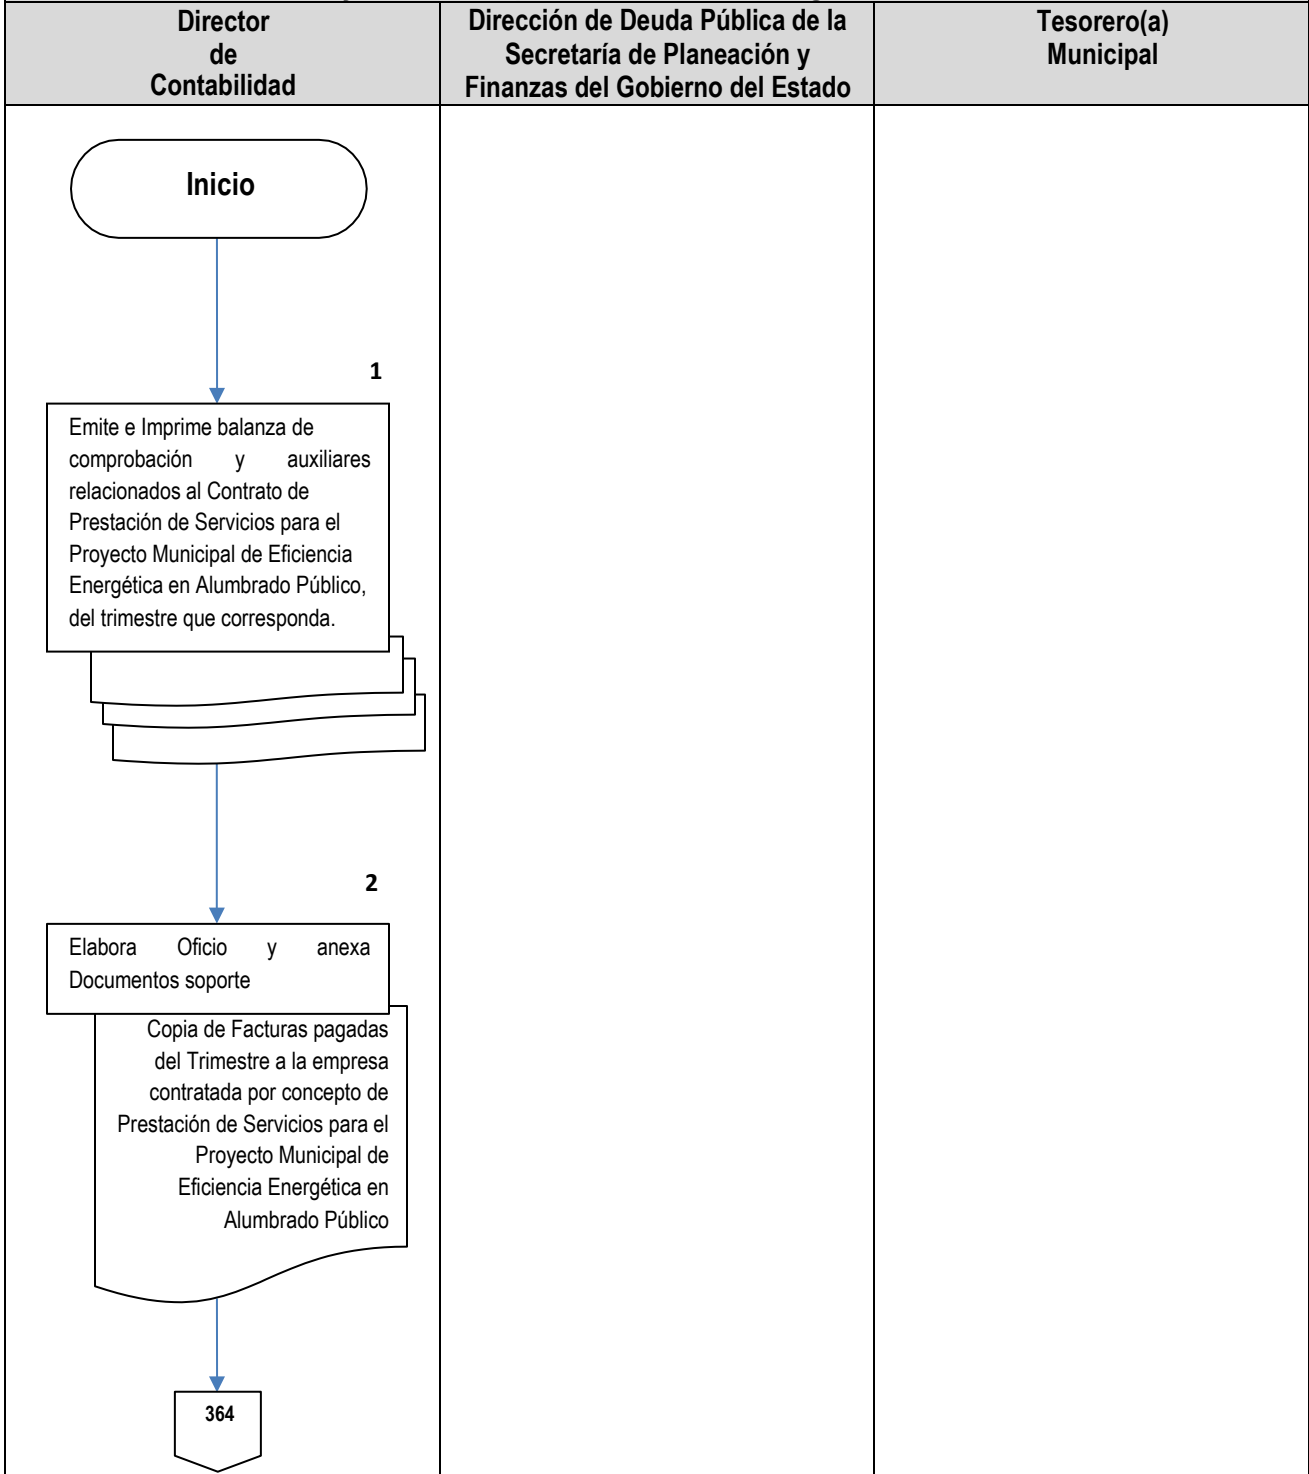 Director
de
Contabilidad
Dirección de Deuda Pública de la
Secretaría de Planeación y
Finanzas del Gobierno del Estado
Tesorero(a)
Municipal
Inicio
1
Emite e Imprime balanza de
comprobación y auxiliares
relacionados al Contrato de
Prestación de Servicios para el
Proyecto Municipal de Eficiencia
Energética en Alumbrado Público,
del trimestre que corresponda.
2
Elabora Oficio y anexa
Documentos soporte
Copia de Facturas pagadas
del Trimestre a la empresa
contratada por concepto de
Prestación de Servicios para el
Proyecto Municipal de
Eficiencia Energética en
Alumbrado Público
364